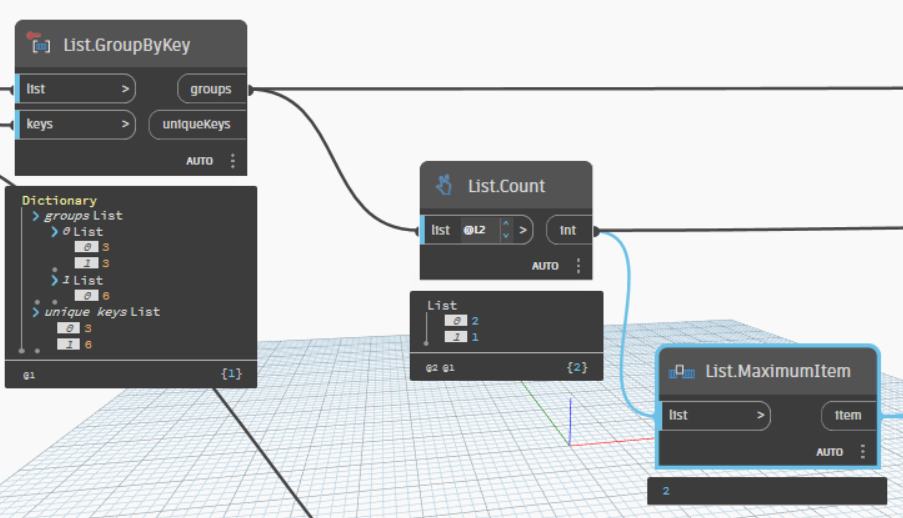 List.GroupByKey
list > groups
keys > uniqueKeys
AUTO
Dictionary
groups List
0 List
0 3
1 3
1 List
0 6
unique keys List
0 3
1 6
@1 {1}
List.Count
list @L2 > int
AUTO
List
0 2
1 1
@2 @1 {2}
List.MaximumItem
list > item
AUTO
2